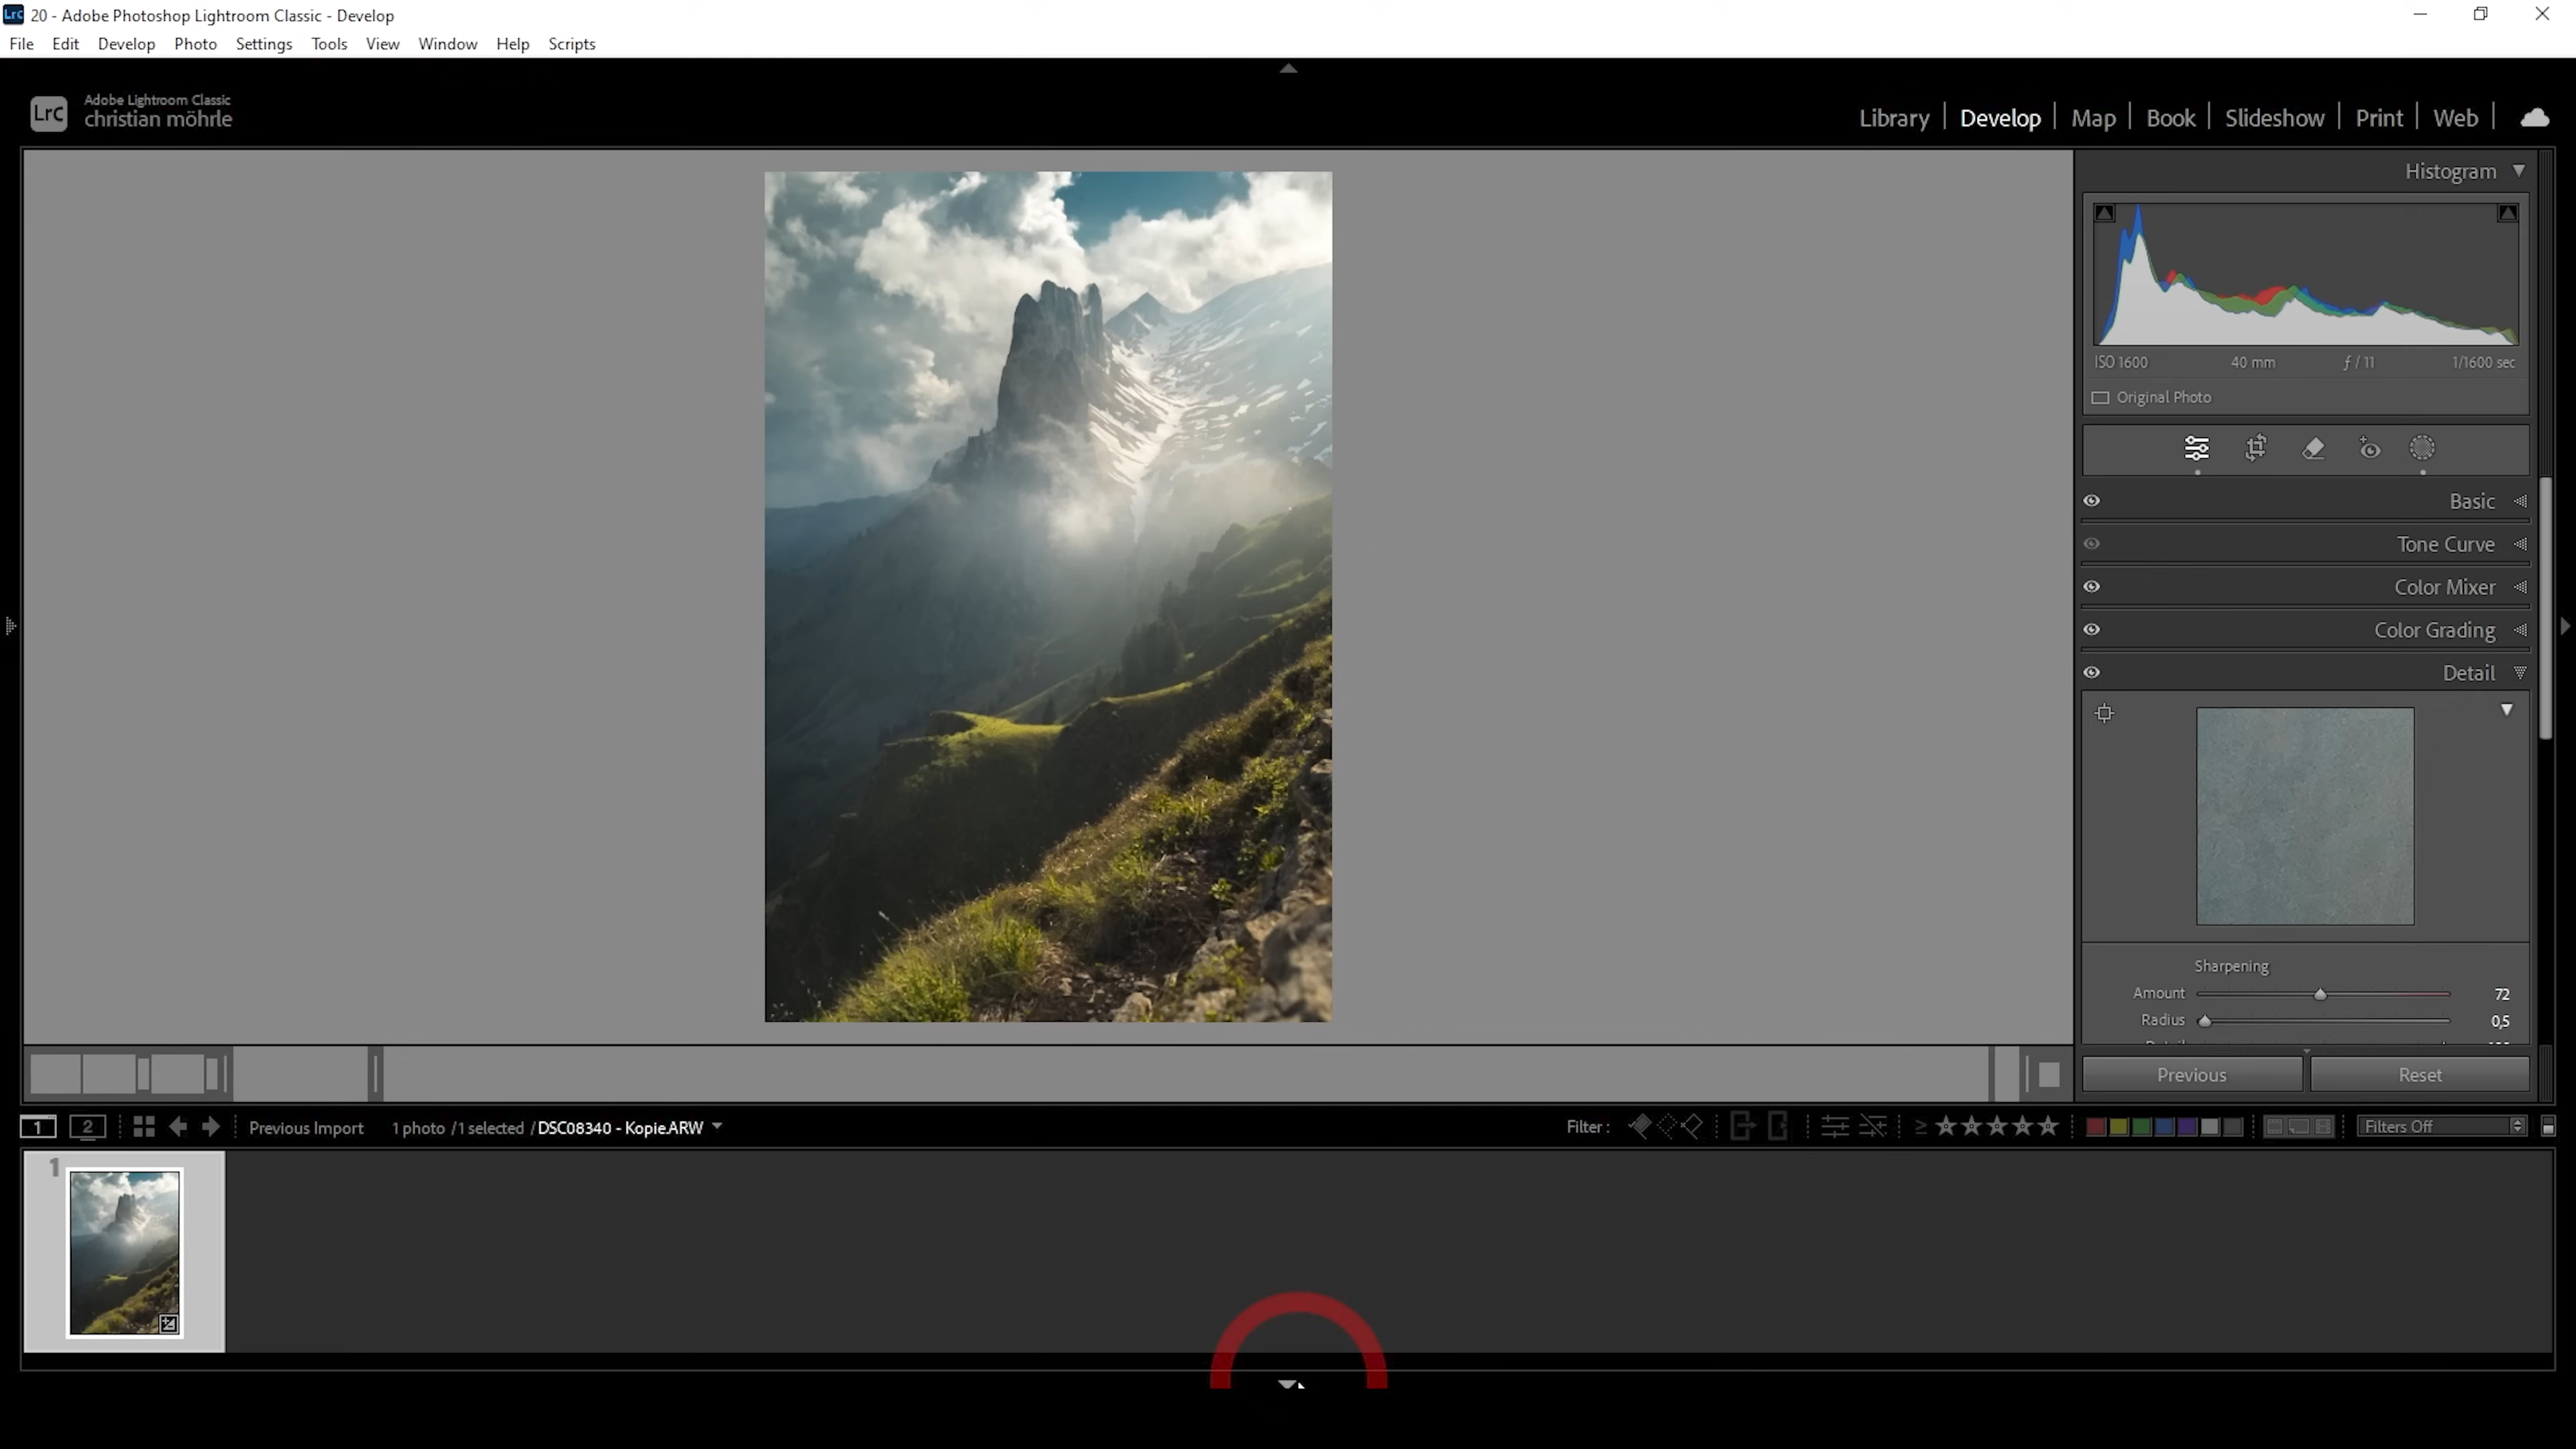 Lrc 20 - Adobe Photoshop Lightroom Classic - Develop
File Edit Develop Photo Settings Tools View Window Help Scripts
Lrc
Adobe Lightroom Classic
christian möhrle
Library | Develop | Map | Book | Slideshow | Print | Web |
Histogram
ISO 1600 40 mm ƒ / 11 1/1600 sec
Original Photo
Basic
Tone Curve
Color Mixer
Color Grading
Detail
Sharpening
Amount 72
Radius 0,5
Previous Reset
1 2 Previous Import 1 photo /1 selected /DSC08340 - Kopie.ARW Filter : ≥ Filters Off
1